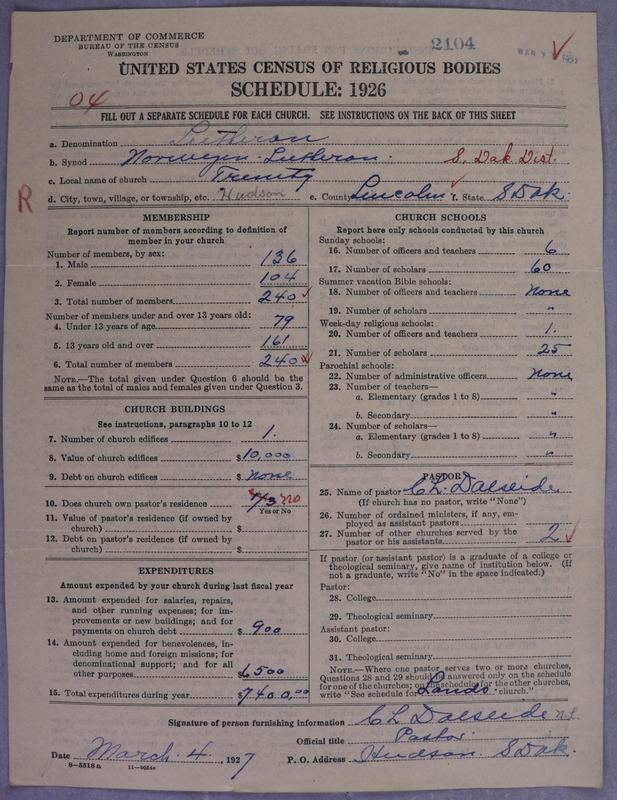 DEPARTMENT OF COMMERCE
BUREAU OF THE CENSUS
WASHINGTON
2104
UNITED STATES CENSUS OF RELIGIOUS BODIES
SCHEDULE: 1926
04
FILL OUT A SEPARATE SCHEDULE FOR EACH CHURCH. SEE INSTRUCTIONS ON THE BACK OF THIS SHEET
a. Denomination Lutheran
b. Synod Norwegen-Lutheran. S. Dak Dist.
c. Local name of church Trinity
R
d. City, town, village, or township, etc. Hudson e. County Lincoln f. State S Dak.
MEMBERSHIP
Report number of members according to definition of
member in your church
Number of members, by sex:
1. Male 136
2. Female 104
3. Total number of members 240
Number of members under and over 13 years old:
4. Under 13 years of age 79
5. 13 years old and over 161
6. Total number of members 240
NOTE.—The total given under Question 6 should be the
same as the total of males and females given under Question 3.
CHURCH BUILDINGS
See instructions, paragraphs 10 to 12
7. Number of church edifices 1.
8. Value of church edifices $10,000
9. Debt on church edifices $ None
10. Does church own pastor's residence no
Yes or No
11. Value of pastor's residence (if owned by
church) $
12. Debt on pastor's residence (if owned by
church) $
EXPENDITURES
Amount expended by your church during last fiscal year
13. Amount expended for salaries, repairs,
and other running expenses; for im-
provements or new buildings; and for
payments on church debt $ 900
14. Amount expended for benevolences, in-
cluding home and foreign missions; for
denominational support; and for all
other purposes $6500
15. Total expenditures during year $7400,00
CHURCH SCHOOLS
Report here only schools conducted by this church
Sunday schools:
16. Number of officers and teachers 6
17. Number of scholars 60
Summer vacation Bible schools:
18. Number of officers and teachers None
19. Number of scholars "
Week-day religious schools:
20. Number of officers and teachers 1.
21. Number of scholars 25
Parochial schools:
22. Number of administrative officers None
23. Number of teachers—
a. Elementary (grades 1 to 8) "
b. Secondary "
24. Number of scholars—
a. Elementary (grades 1 to 8) "
b. Secondary "
PASTOR
25. Name of pastor C L. Dalseide
(If church has no pastor, write "None")
26. Number of ordained ministers, if any, em-
ployed as assistant pastors
27. Number of other churches served by the
pastor or his assistants 2
If pastor (or assistant pastor) is a graduate of a college or
theological seminary, give name of institution below. (If
not a graduate, write "No" in the space indicated.)
Pastor:
28. College
29. Theological seminary
Assistant pastor:
30. College
31. Theological seminary
NOTE.—Where one pastor serves two or more churches,
Questions 28 and 29 should be answered only on the schedule
for one of the churches; on the schedules for the other churches,
write "See schedule for Lands church."
Signature of person furnishing information C L Dalseide
Official title Pastor
Date March 4, 1927 P. O. Address Hudson S Dak.
8—5518 a